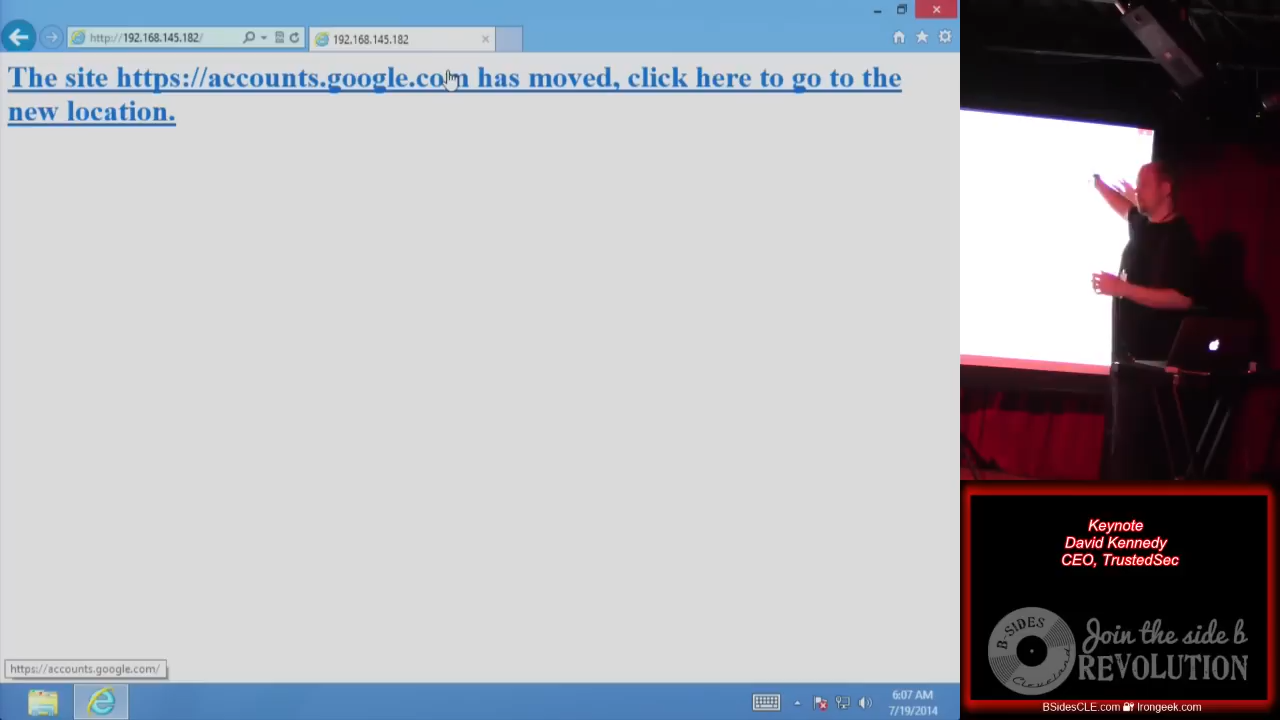 http://192.168.145.182/
192.168.145.182
The site https://accounts.google.com has moved, click here to go to the
new location.
https://accounts.google.com/
6:07 AM
7/19/2014
Keynote
David Kennedy
CEO, TrustedSec
B-SIDES
Cleveland
Join the side b
REVOLUTION
BSidesCLE.com Irongeek.com